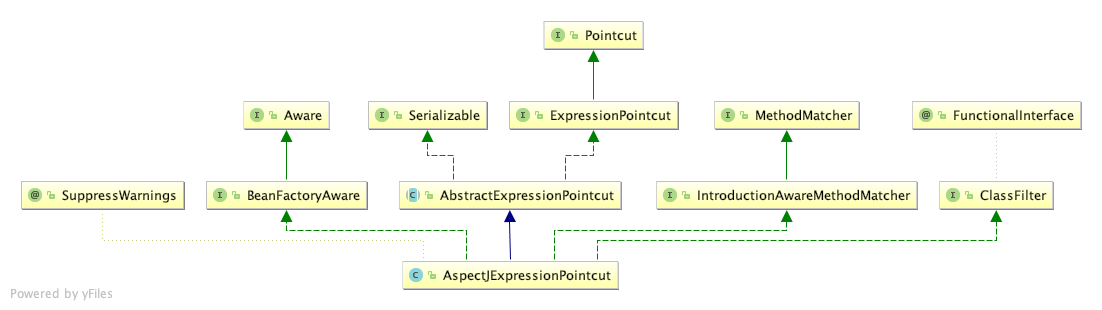 I Pointcut
I Aware
I Serializable
I ExpressionPointcut
I MethodMatcher
@ FunctionalInterface
@ SuppressWarnings
I BeanFactoryAware
C AbstractExpressionPointcut
I IntroductionAwareMethodMatcher
I ClassFilter
C AspectJExpressionPointcut
Powered by yFiles